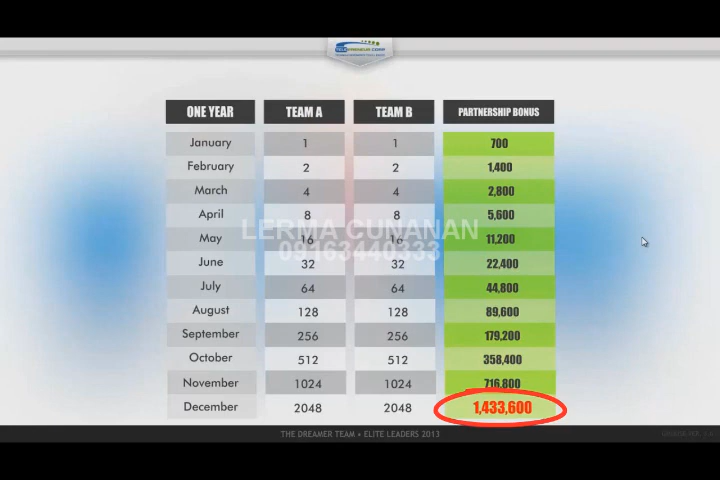 ONE YEAR TEAM A TEAM B PARTNERSHIP BONUS
January 1 1 700
February 2 2 1,400
March 4 4 2,800
April 8 8 5,600
LERMA CUNANAN
May 16 16 11,200
09163440333
June 32 32 22,400
July 64 64 44,800
August 128 128 89,600
September 256 256 179,200
October 512 512 358,400
November 1024 1024 716,800
December 2048 2048 1,433,600
THE DREAMER TEAM • ELITE LEADERS 2013